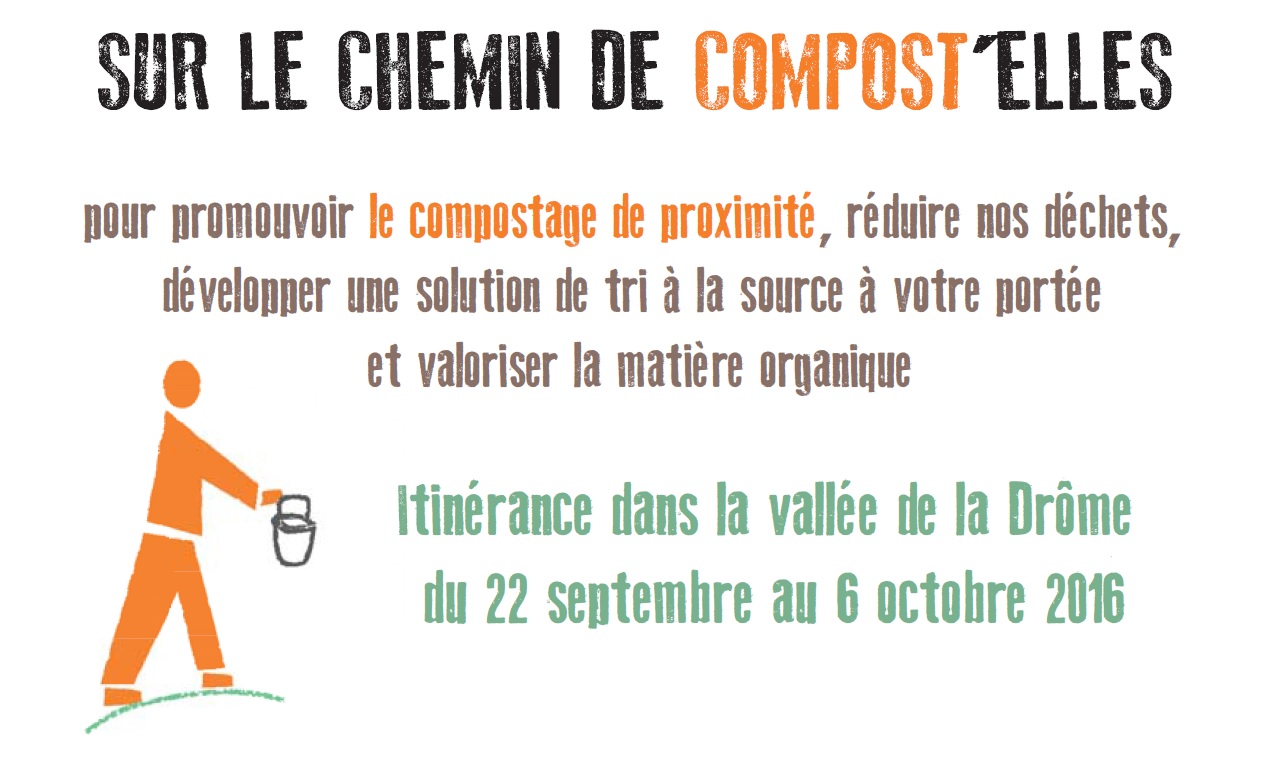 SUR LE CHEMIN DE COMPOST'ELLES
pour promouvoir le compostage de proximité, réduire nos déchets,
développer une solution de tri à la source à votre portée
et valoriser la matière organique
Itinérance dans la vallée de la Drôme
du 22 septembre au 6 octobre 2016